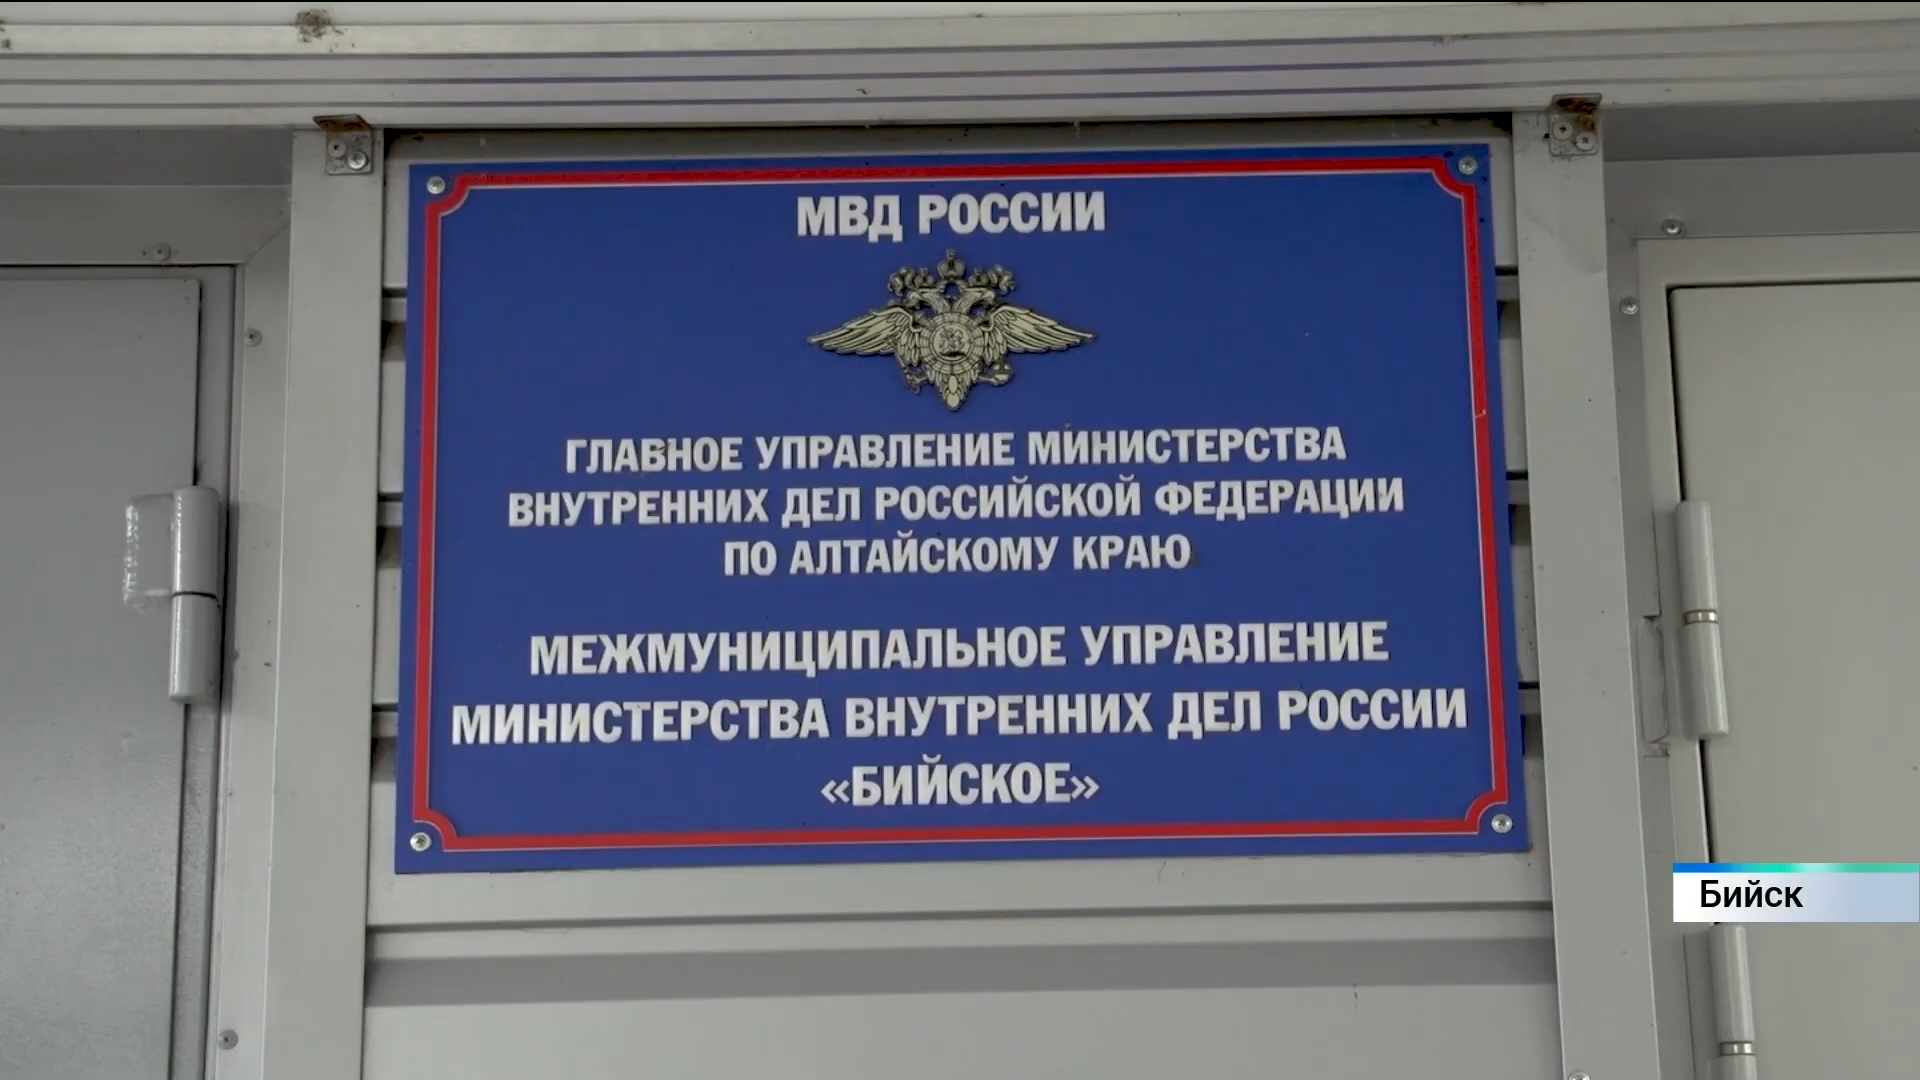 МВД РОССИИ
ГЛАВНОЕ УПРАВЛЕНИЕ МИНИСТЕРСТВА
ВНУТРЕННИХ ДЕЛ РОССИЙСКОЙ ФЕДЕРАЦИИ
ПО АЛТАЙСКОМУ КРАЮ
МЕЖМУНИЦИПАЛЬНОЕ УПРАВЛЕНИЕ
МИНИСТЕРСТВА ВНУТРЕННИХ ДЕЛ РОССИИ
«БИЙСКОЕ»
Бийск